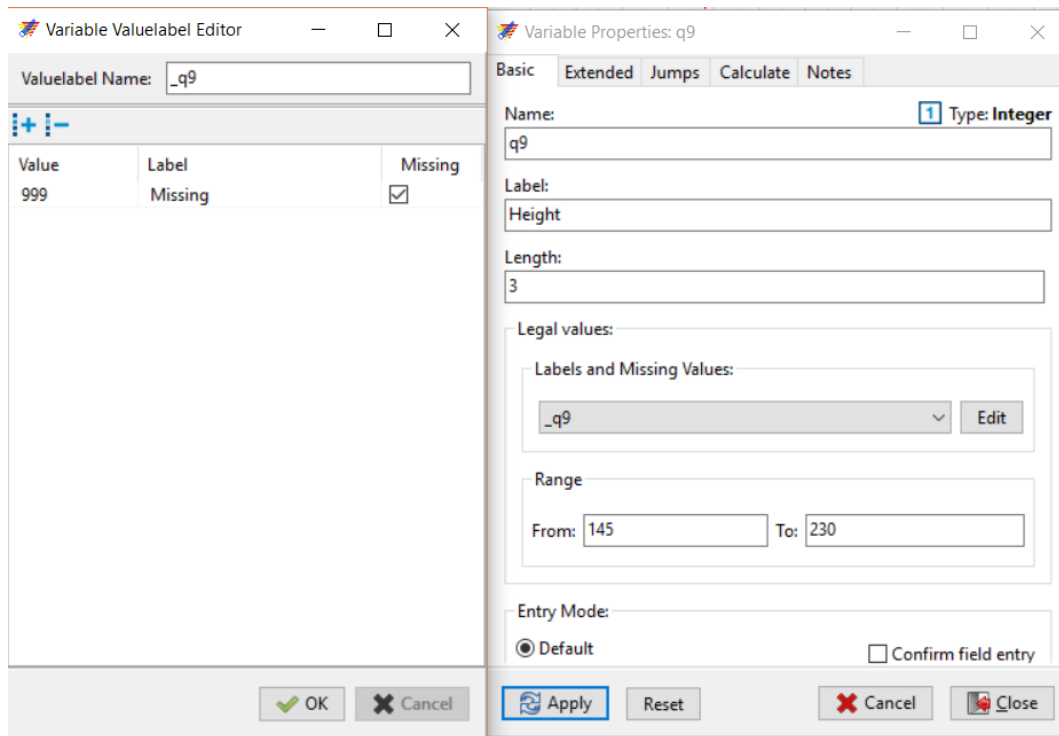 Variable Valuelabel Editor
Valuelabel Name: _q9
Value Label Missing
999 Missing
OK Cancel
Variable Properties: q9
Basic Extended Jumps Calculate Notes
Name: 1 Type: Integer
q9
Label:
Height
Length:
3
Legal values:
Labels and Missing Values:
_q9 Edit
Range
From: 145 To: 230
Entry Mode:
Default Confirm field entry
Apply Reset Cancel Close